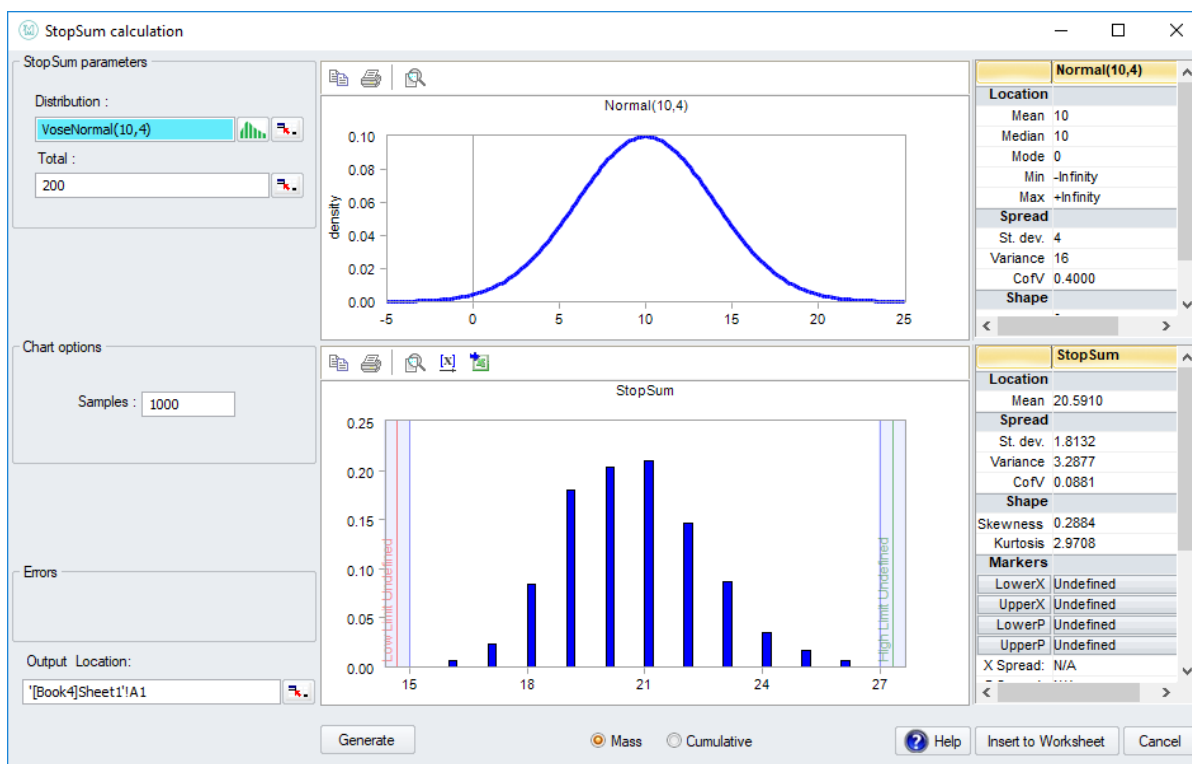 StopSum calculation
StopSum parameters
Distribution :
VoseNormal(10,4)
Total :
200
Chart options
Samples : 1000
Errors
Output Location:
'[Book4]Sheet1'!A1
Normal(10,4)
density
0.10
0.08
0.06
0.04
0.02
0.00
-5 0 5 10 15 20 25
[X]
StopSum
0.25
0.20
0.15
0.10
0.05
0.00
Low Limit Undefined
High Limit Undefined
15 18 21 24 27
Normal(10,4)
Location
Mean 10
Median 10
Mode 0
Min -Infinity
Max +Infinity
Spread
St. dev. 4
Variance 16
CofV 0.4000
Shape
StopSum
Location
Mean 20.5910
Spread
St. dev. 1.8132
Variance 3.2877
CofV 0.0881
Shape
Skewness 0.2884
Kurtosis 2.9708
Markers
LowerX Undefined
UpperX Undefined
LowerP Undefined
UpperP Undefined
X Spread: N/A
Generate
Mass Cumulative
? Help
Insert to Worksheet
Cancel